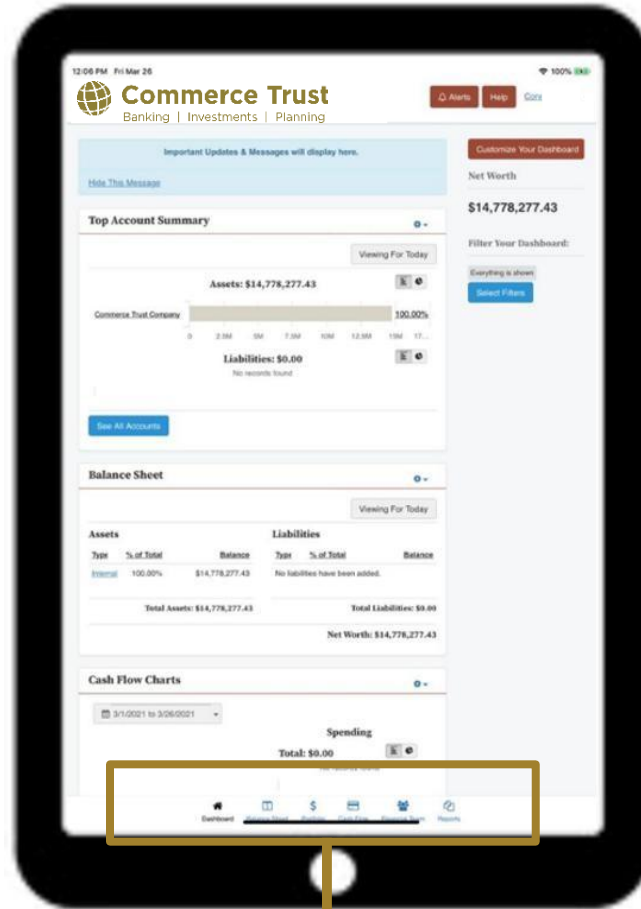 12:06 PM Fri Mar 26 100%
Commerce Trust
Banking | Investments | Planning
Alerts Help Cory
Important Updates & Messages will display here.
Hide This Message
Customize Your Dashboard
Net Worth
$14,778,277.43
Filter Your Dashboard:
Everything is shown
Select Filters
Top Account Summary
Viewing For Today
Assets: $14,778,277.43
Commerce Trust Company 100.00%
0 2.5M 5M 7.5M 10M 12.5M 15M 17...
Liabilities: $0.00
No records found
See All Accounts
Balance Sheet
Viewing For Today
Assets Liabilities
Type % of Total Balance Type % of Total Balance
Internal 100.00% $14,778,277.43 No liabilities have been added.
Total Assets: $14,778,277.43 Total Liabilities: $0.00
Net Worth: $14,778,277.43
Cash Flow Charts
3/1/2021 to 3/26/2021
Spending
Total: $0.00
Dashboard Balance Sheet Portfolio Cash Flow Financial Team Reports